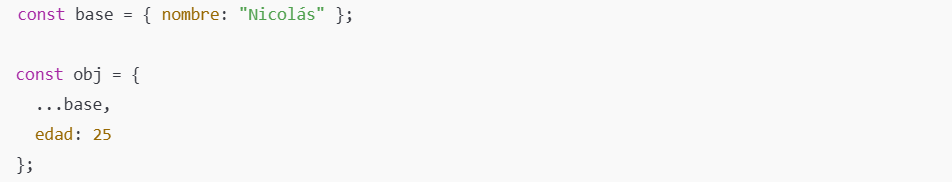 const base = { nombre: "Nicolás" };
const obj = {
  ...base,
  edad: 25
};